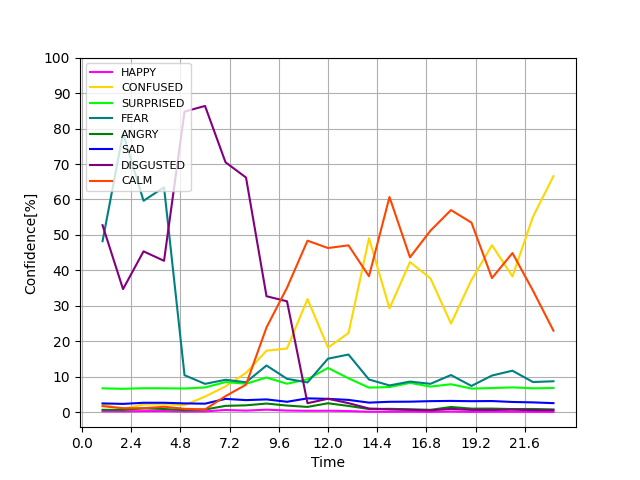 100
90
80
70
60
50
40
30
20
10
0
Confidence[%]
HAPPY
CONFUSED
SURPRISED
FEAR
ANGRY
SAD
DISGUSTED
CALM
0.0 2.4 4.8 7.2 9.6 12.0 14.4 16.8 19.2 21.6
Time